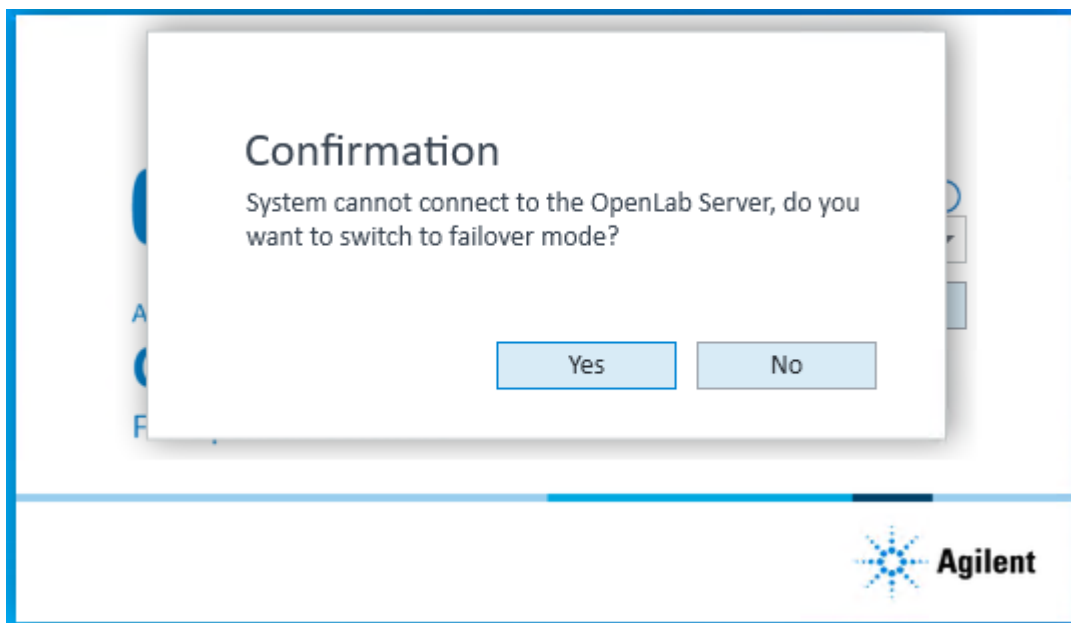 Confirmation
System cannot connect to the OpenLab Server, do you
want to switch to failover mode?
Yes
No
Agilent